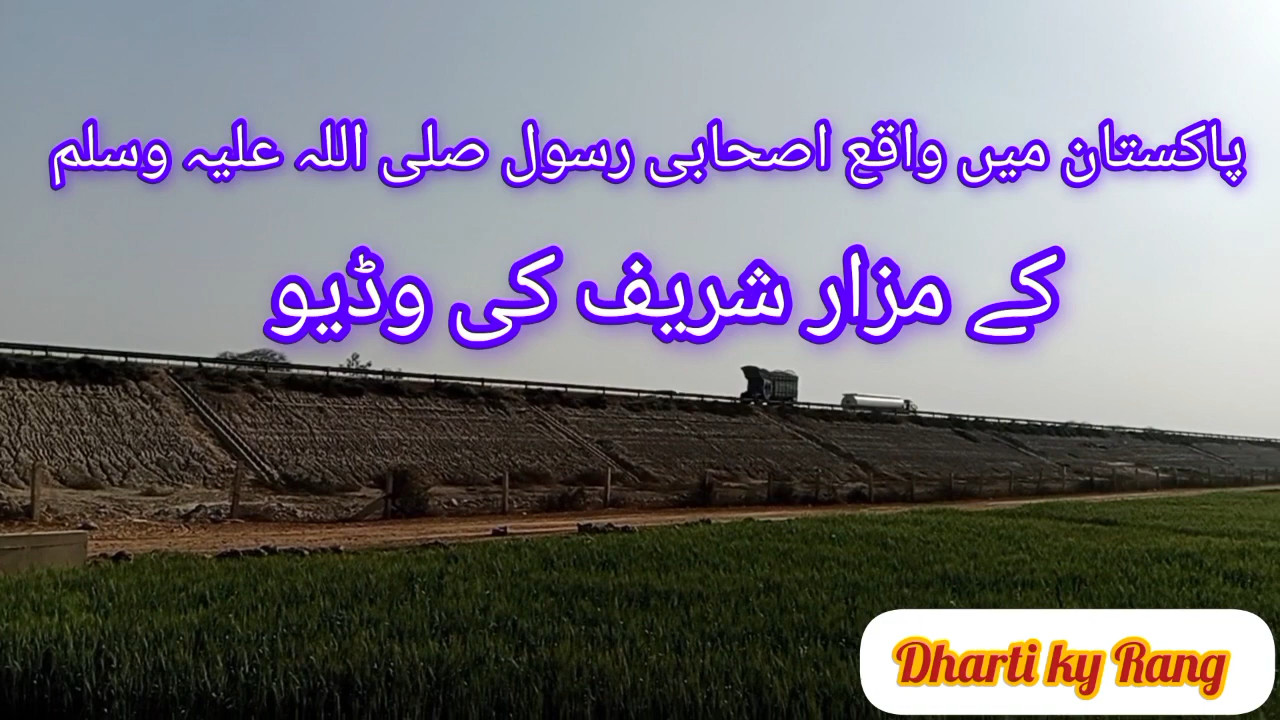 پاکستان میں واقع اصحابی رسول صلی اللہ علیہ وسلم
کے مزار شریف کی وڈیو
Dharti ky Rang